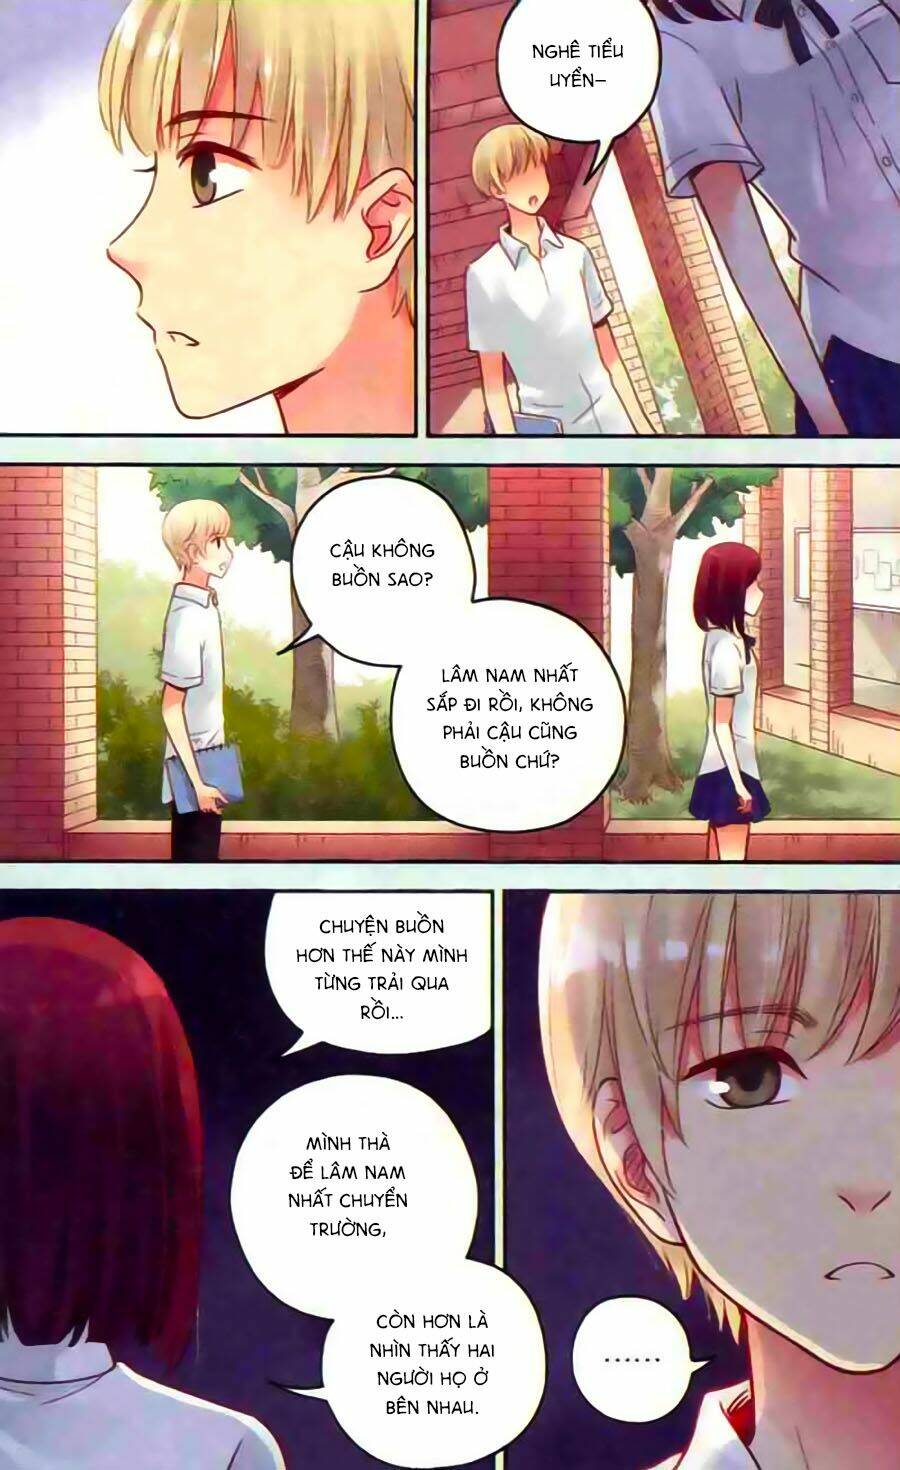 NGHÊ TIỂU
UYỂN–
CẬU KHÔNG
BUỒN SAO?
LÂM NAM NHẤT
SẮP ĐI RỒI, KHÔNG
PHẢI CẬU CŨNG
BUỒN CHỨ?
CHUYỆN BUỒN
HƠN THẾ NÀY MÌNH
TỪNG TRẢI QUA
RỒI...
MÌNH THÀ
ĐỂ LÂM NAM
NHẤT CHUYỂN
TRƯỜNG,
CÒN HƠN LÀ
NHÌN THẤY HAI
NGƯỜI HỌ Ở
BÊN NHAU.
......